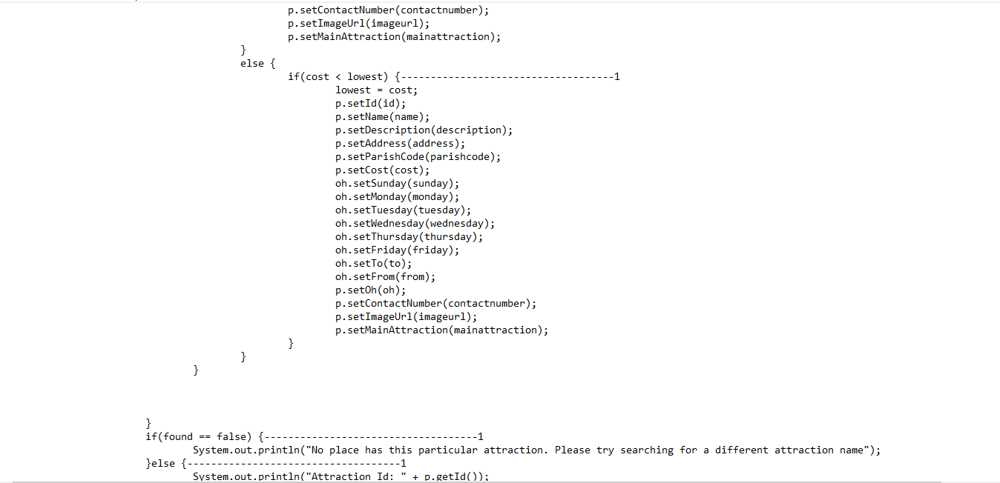 p.setContactNumber(contactnumber);
p.setImageUrl(imageurl);
p.setMainAttraction(mainattraction);
}
else {
if(cost < lowest) {------------------------------------1
lowest = cost;
p.setId(id);
p.setName(name);
p.setDescription(description);
p.setAddress(address);
p.setParishCode(parishcode);
p.setCost(cost);
oh.setSunday(sunday);
oh.setMonday(monday);
oh.setTuesday(tuesday);
oh.setWednesday(wednesday);
oh.setThursday(thursday);
oh.setFriday(friday);
oh.setTo(to);
oh.setFrom(from);
p.setOh(oh);
p.setContactNumber(contactnumber);
p.setImageUrl(imageurl);
p.setMainAttraction(mainattraction);
}
}
}
}
if(found == false) {------------------------------------1
System.out.println("No place has this particular attraction. Please try searching for a different attraction name");
}else {------------------------------------1
System.out.println("Attraction Id: " + p.getId());